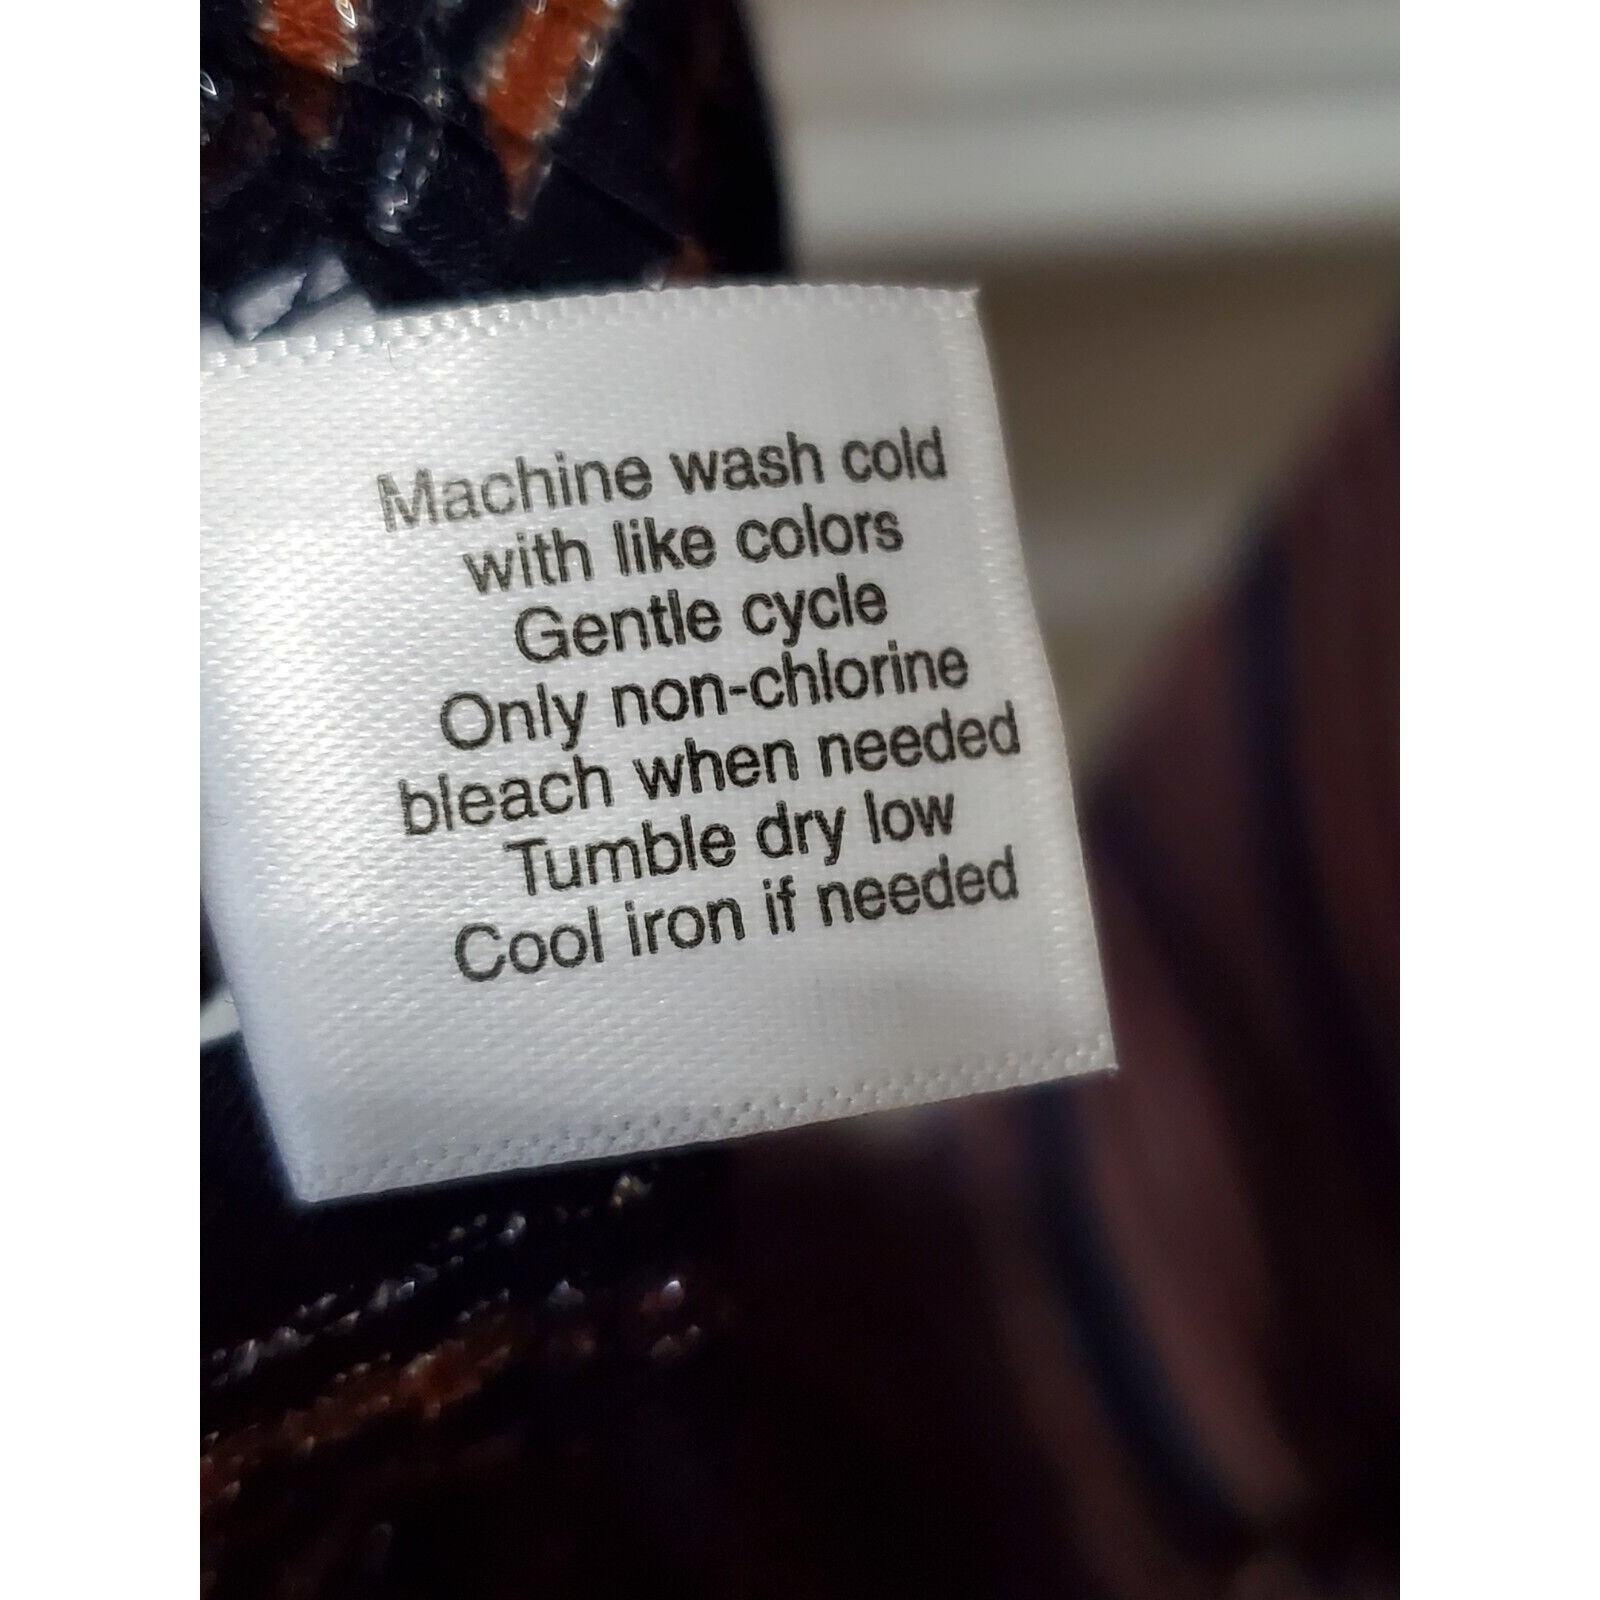 Machine wash cold
with like colors
Gentle cycle
Only non-chlorine
bleach when needed
Tumble dry low
Cool iron if needed